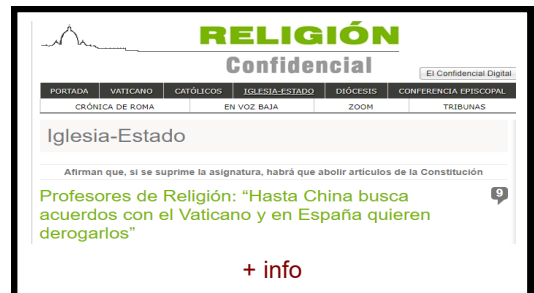 RELIGIÓN
Confidencial
El Confidencial Digital
PORTADA VATICANO CATÓLICOS IGLESIA-ESTADO DIÓCESIS CONFERENCIA EPISCOPAL
CRÓNICA DE ROMA EN VOZ BAJA ZOOM TRIBUNAS
Iglesia-Estado
Afirman que, si se suprime la asignatura, habrá que abolir artículos de la Constitución
Profesores de Religión: “Hasta China busca
acuerdos con el Vaticano y en España quieren
derogarlos”
9
+ info